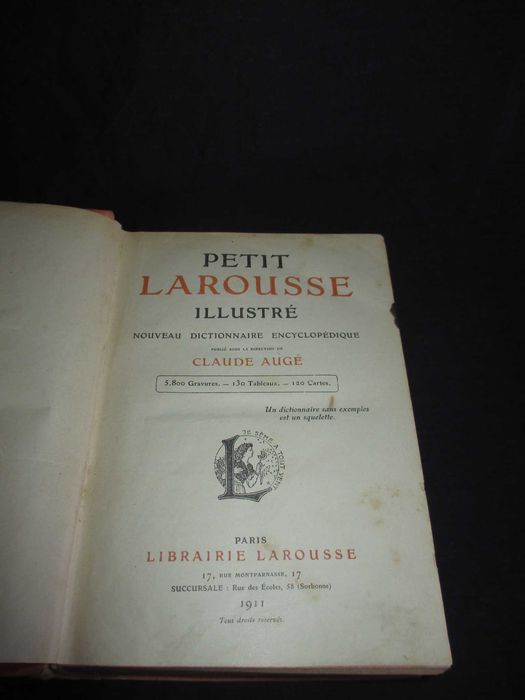 PETIT
LAROUSSE
ILLUSTRÉ
NOUVEAU DICTIONNAIRE ENCYCLOPÉDIQUE
PUBLIÉ SOUS LA DIRECTION DE
CLAUDE AUGÉ
5,800 Gravures. — 130 Tableaux. — 120 Cartes.
Un dictionnaire sans exemples
est un squelette.
JE SÈME A TOUT VENT
L
PARIS
LIBRAIRIE LAROUSSE
17, RUE MONTPARNASSE, 17
SUCCURSALE : Rue des Écoles, 58 (Sorbonne)
1911
Tous droits réservés.